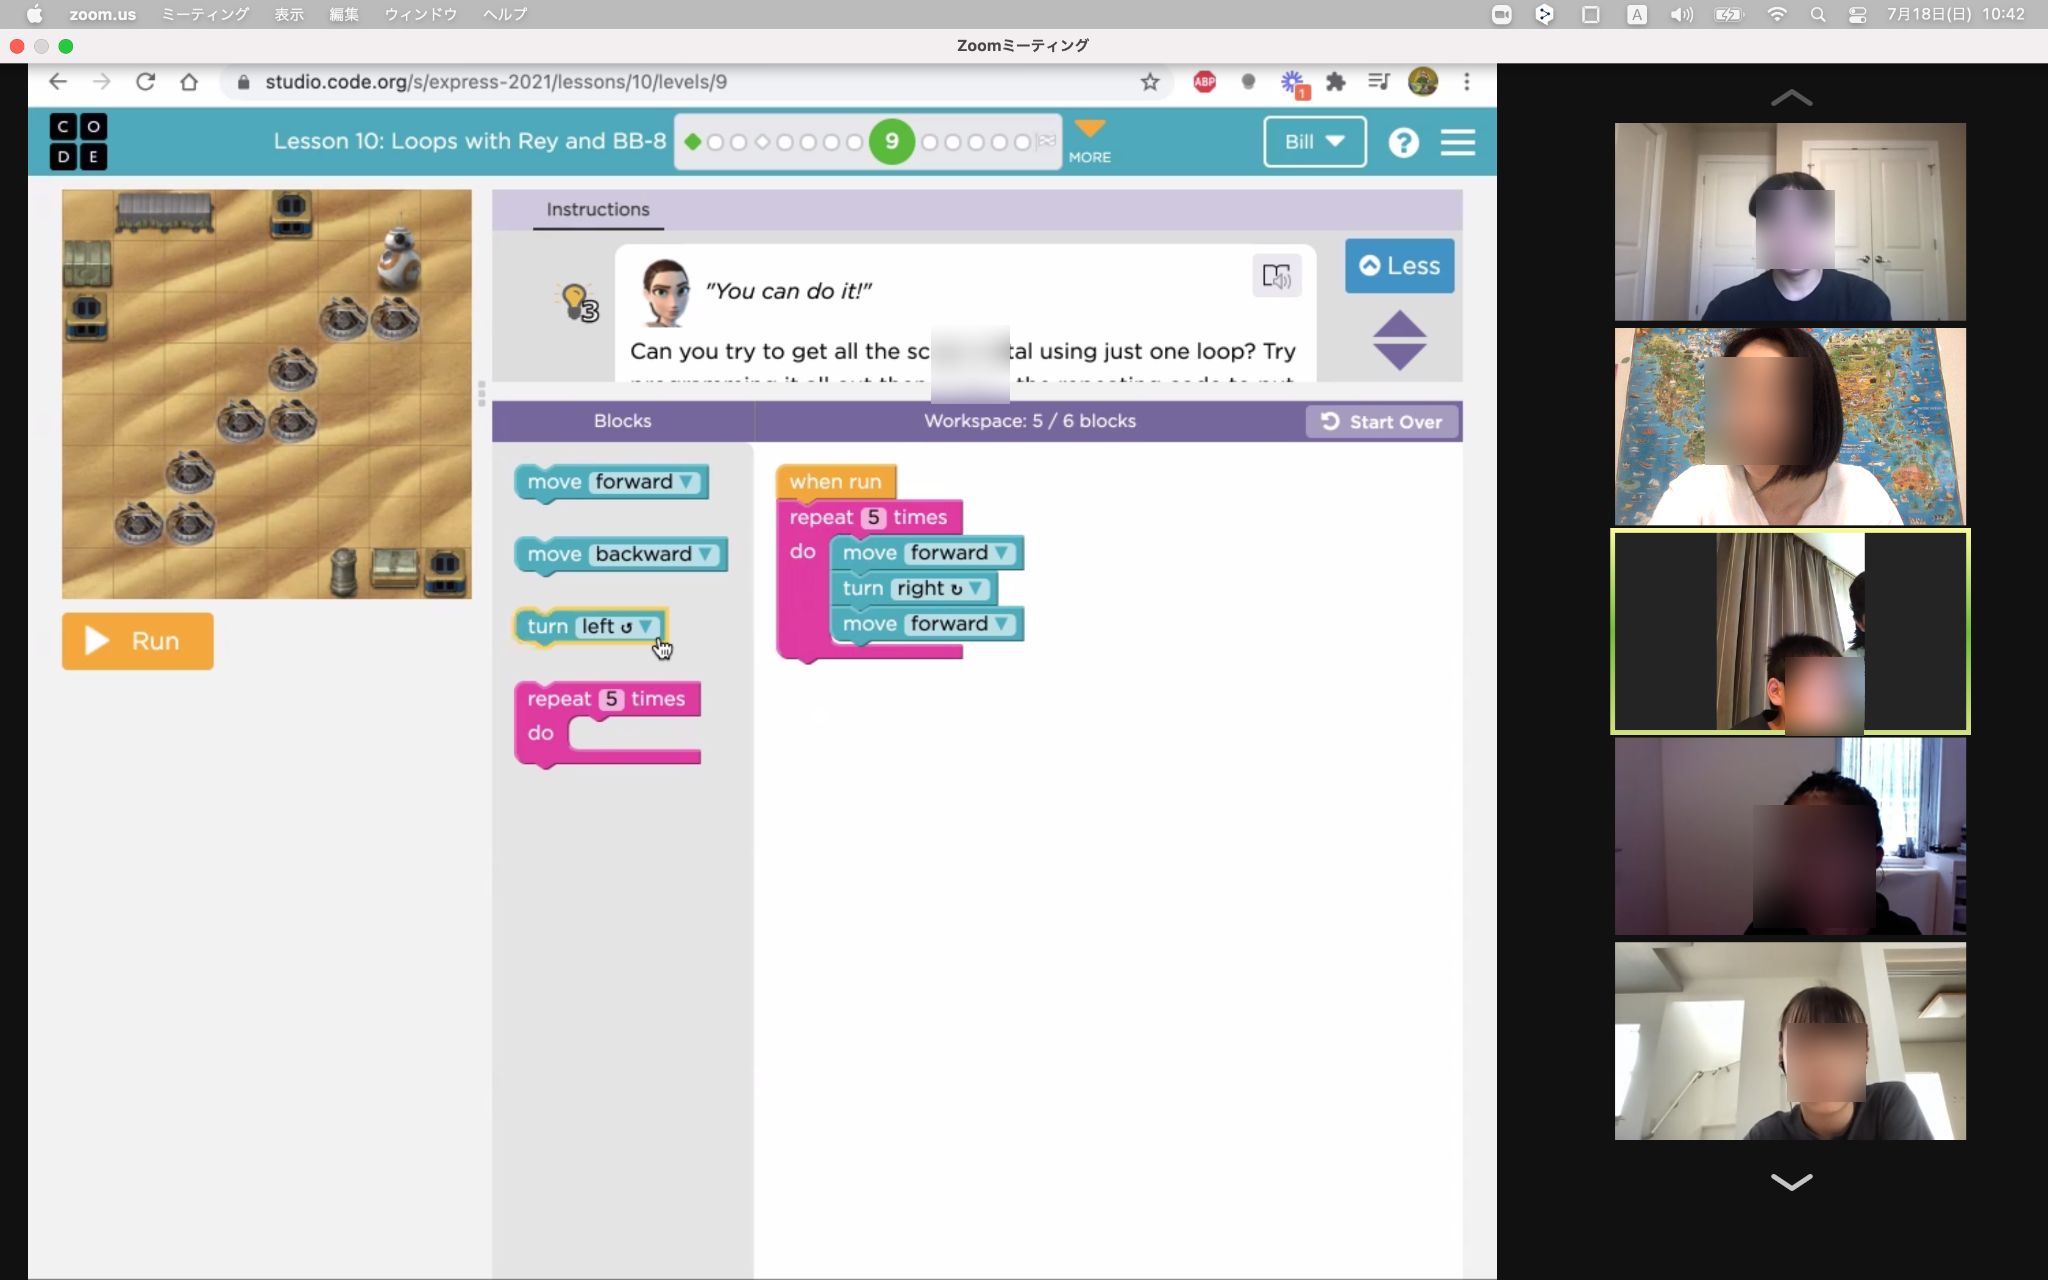 zoom.us ミーティング 表示 編集 ウィンドウ ヘルプ A 7月18日(日) 10:42
Zoomミーティング
studio.code.org/s/express-2021/lessons/10/levels/9
ABP 1
C O
D E
Lesson 10: Loops with Rey and BB-8
9
MORE
Bill
?
Instructions
3
"You can do it!"
Less
Can you try to get all the sc tal using just one loop? Try
Blocks
Workspace: 5 / 6 blocks
Start Over
move forward
move backward
turn left ↺
repeat 5 times
do
when run
repeat 5 times
do move forward
turn right ↻
move forward
Run